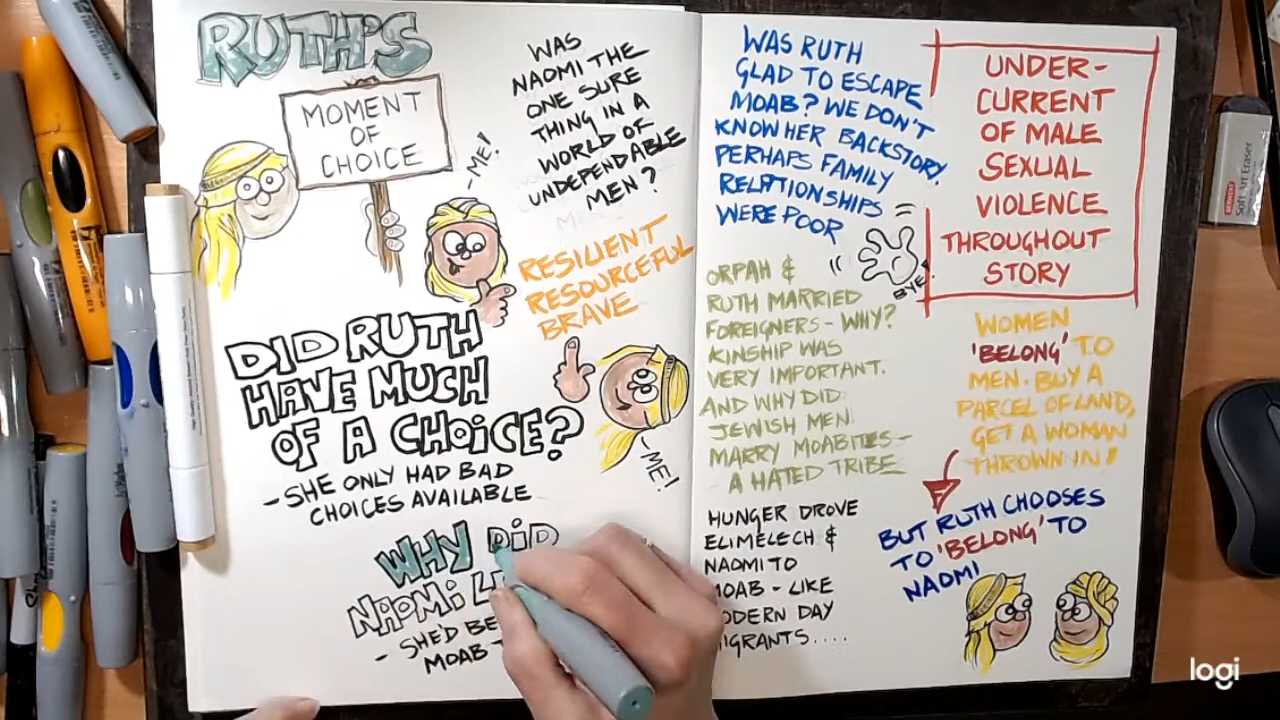 RUTH'S
MOMENT
OF
CHOICE
- ME!
WAS
NAOMI THE
ONE SURE
THING IN A
WORLD OF
UNDEPENDABLE
MEN?
RESILIENT
RESOURCEFUL
BRAVE
DID RUTH
HAVE MUCH
OF A CHOICE?
- SHE ONLY HAD BAD
CHOICES AVAILABLE
- ME!
WHY DID
NAOMI
- SHE'D BE
MOAB
WAS RUTH
GLAD TO ESCAPE
MOAB? WE DON'T
KNOW HER BACKSTORY.
PERHAPS FAMILY
RELATIONSHIPS
WERE POOR
BYE!
ORPAH &
RUTH MARRIED
FOREIGNERS - WHY?
KINSHIP WAS
VERY IMPORTANT.
AND WHY DID
JEWISH MEN
MARRY MOABITES -
A HATED TRIBE
HUNGER DROVE
ELIMELECH &
NAOMI TO
MOAB - LIKE
MODERN DAY
MIGRANTS....
UNDER-
CURRENT
OF MALE
SEXUAL
VIOLENCE
THROUGHOUT
STORY
WOMEN
'BELONG' TO
MEN. BUY A
PARCEL OF LAND,
GET A WOMAN
THROWN IN!
BUT RUTH CHOOSES
TO 'BELONG' TO
NAOMI
Soft Art Eraser
logi